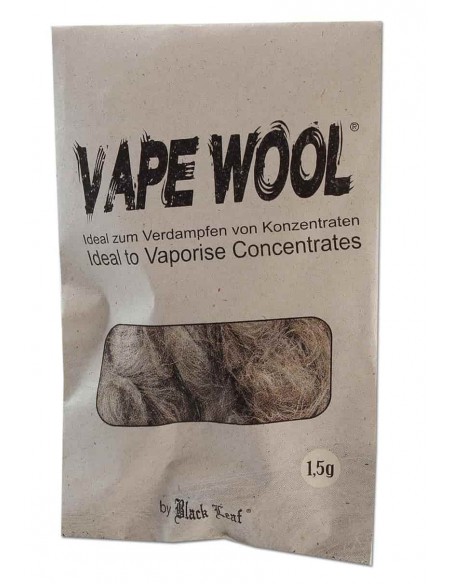 VAPE WOOL®
Ideal zum Verdampfen von Konzentraten
Ideal to Vaporise Concentrates
1,5g
by Black Leaf®